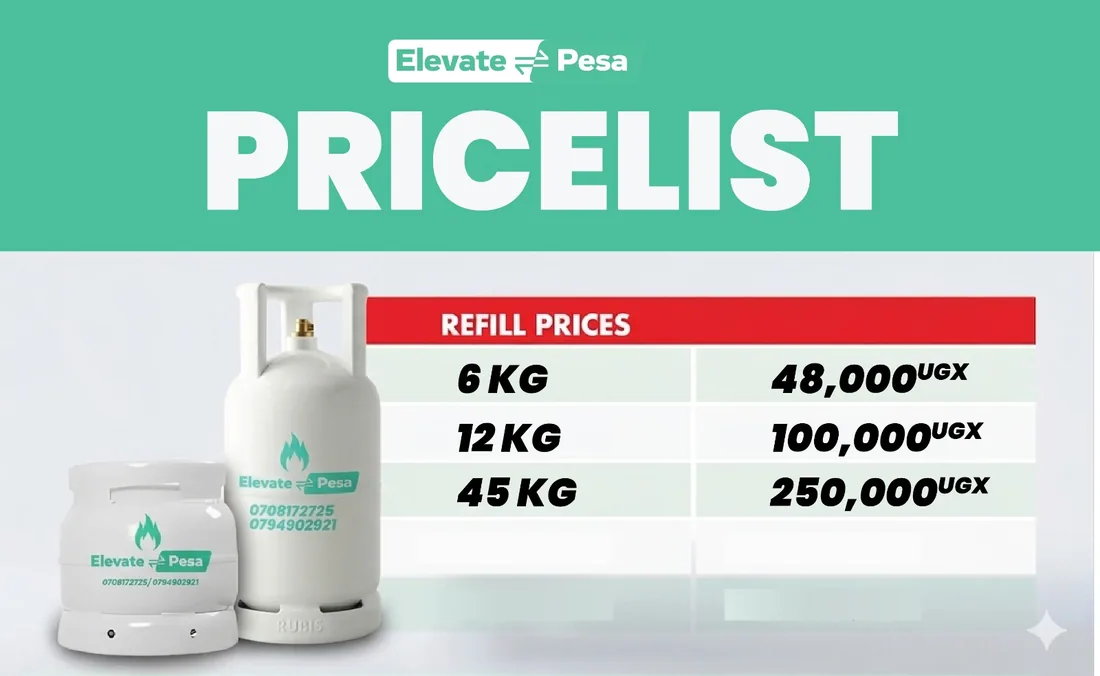 Elevate Pesa
PRICELIST
REFILL PRICES
6 KG 48,000UGX
12 KG 100,000UGX
45 KG 250,000UGX
Elevate Pesa
0708172725
0794902921
Elevate Pesa
0708172725/0794902921
RUBIS